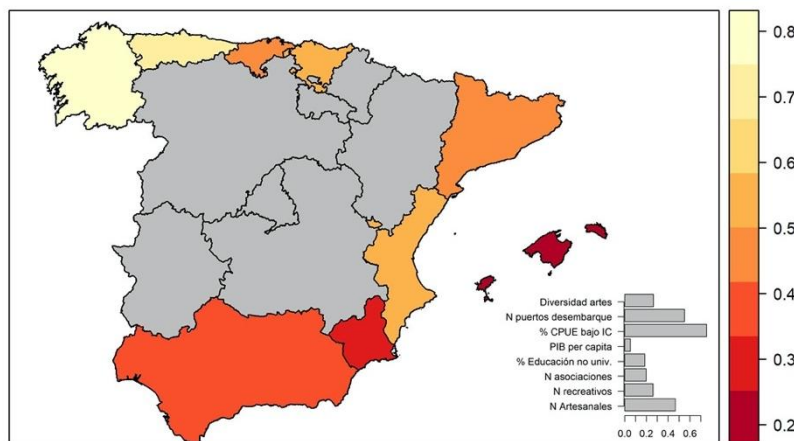 0.8
0.7
0.6
0.5
0.4
0.3
0.2
Diversidad artes
N puertos desembarque
% CPUE bajo IC
PIB per capita
% Educación no univ.
N asociaciones
N recreativos
N Artesanales
0.0 0.2 0.4 0.6